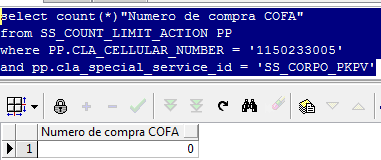 select count(*)"Numero de compra COFA"
from SS_COUNT_LIMIT_ACTION PP
where PP.CLA_CELLULAR_NUMBER = '1150233005'
and pp.cla_special_service_id = 'SS_CORPO_PKPV'
Numero de compra COFA
1 0